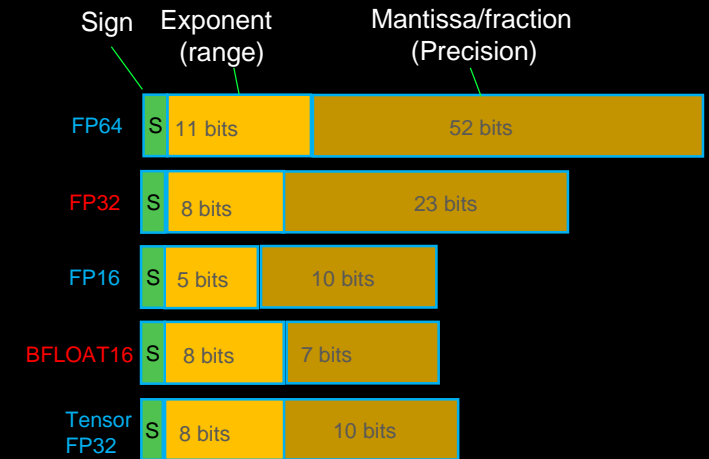 Sign
Exponent
(range)
Mantissa/fraction
(Precision)
FP64
S
11 bits
52 bits
FP32
S
8 bits
23 bits
FP16
S
5 bits
10 bits
BFLOAT16
S
8 bits
7 bits
Tensor
FP32
S
8 bits
10 bits